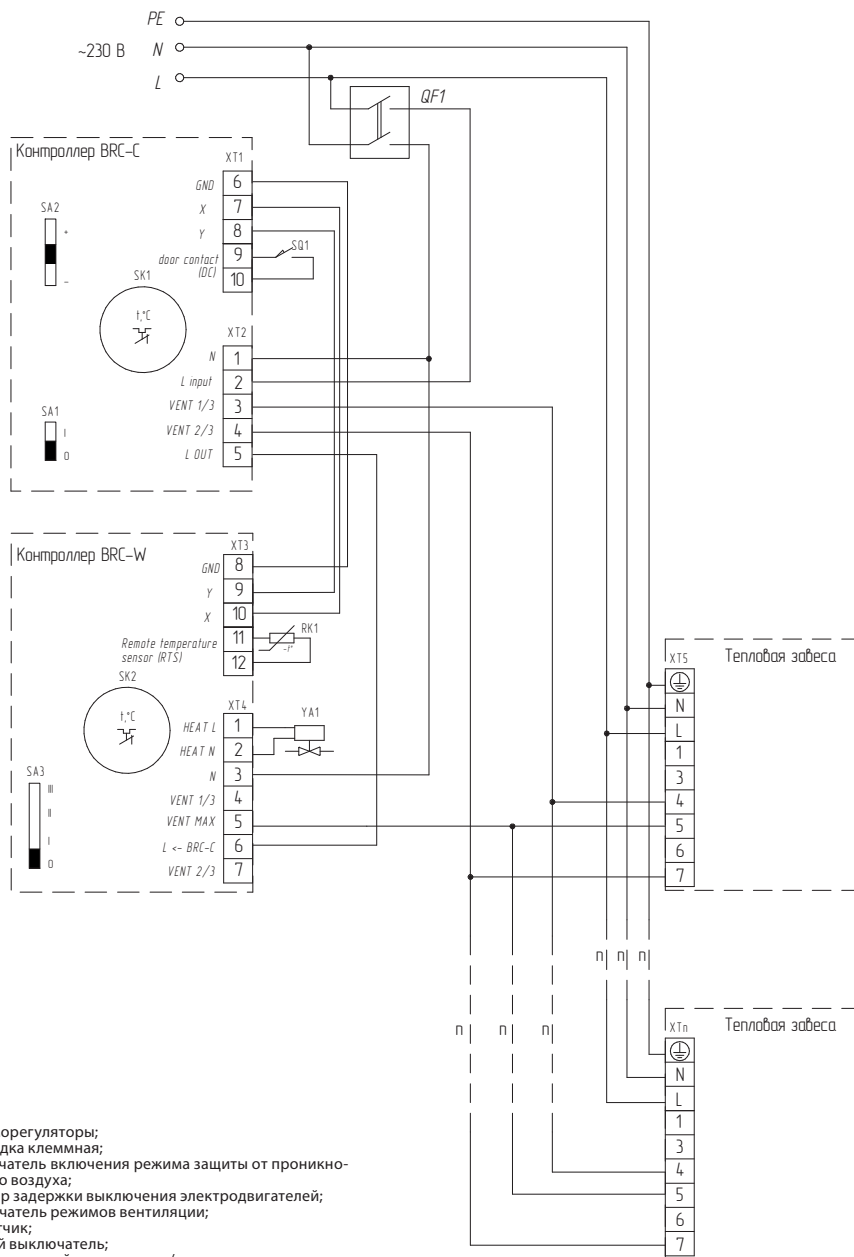 PE
~230 В N
L
QF1
Контроллер BRC-C
XT1
SA2
+
-
SK1
t,°C
GND 6
X 7
Y 8
door contact (DC) 9
10
SQ1
XT2
N 1
L input 2
VENT 1/3 3
VENT 2/3 4
L OUT 5
SA1
I
0
Контроллер BRC-W
XT3
GND 8
Y 9
X 10
Remote temperature sensor (RTS) 11
12
RK1
-t°
SK2
t,°C
XT4
HEAT L 1
HEAT N 2
N 3
VENT 1/3 4
VENT MAX 5
L <- BRC-C 6
VENT 2/3 7
YA1
SA3
III
II
I
0
XT5
Тепловая завеса
N
L
1
3
4
5
6
7
n n n
n n n
XTn
Тепловая завеса
N
L
1
3
4
5
6
7
орегуляторы;
дка клеммная;
чатель включения режима защиты от проникно-
о воздуха;
р задержки выключения электродвигателей;
чатель режимов вентиляции;
тчик;
й выключатель;